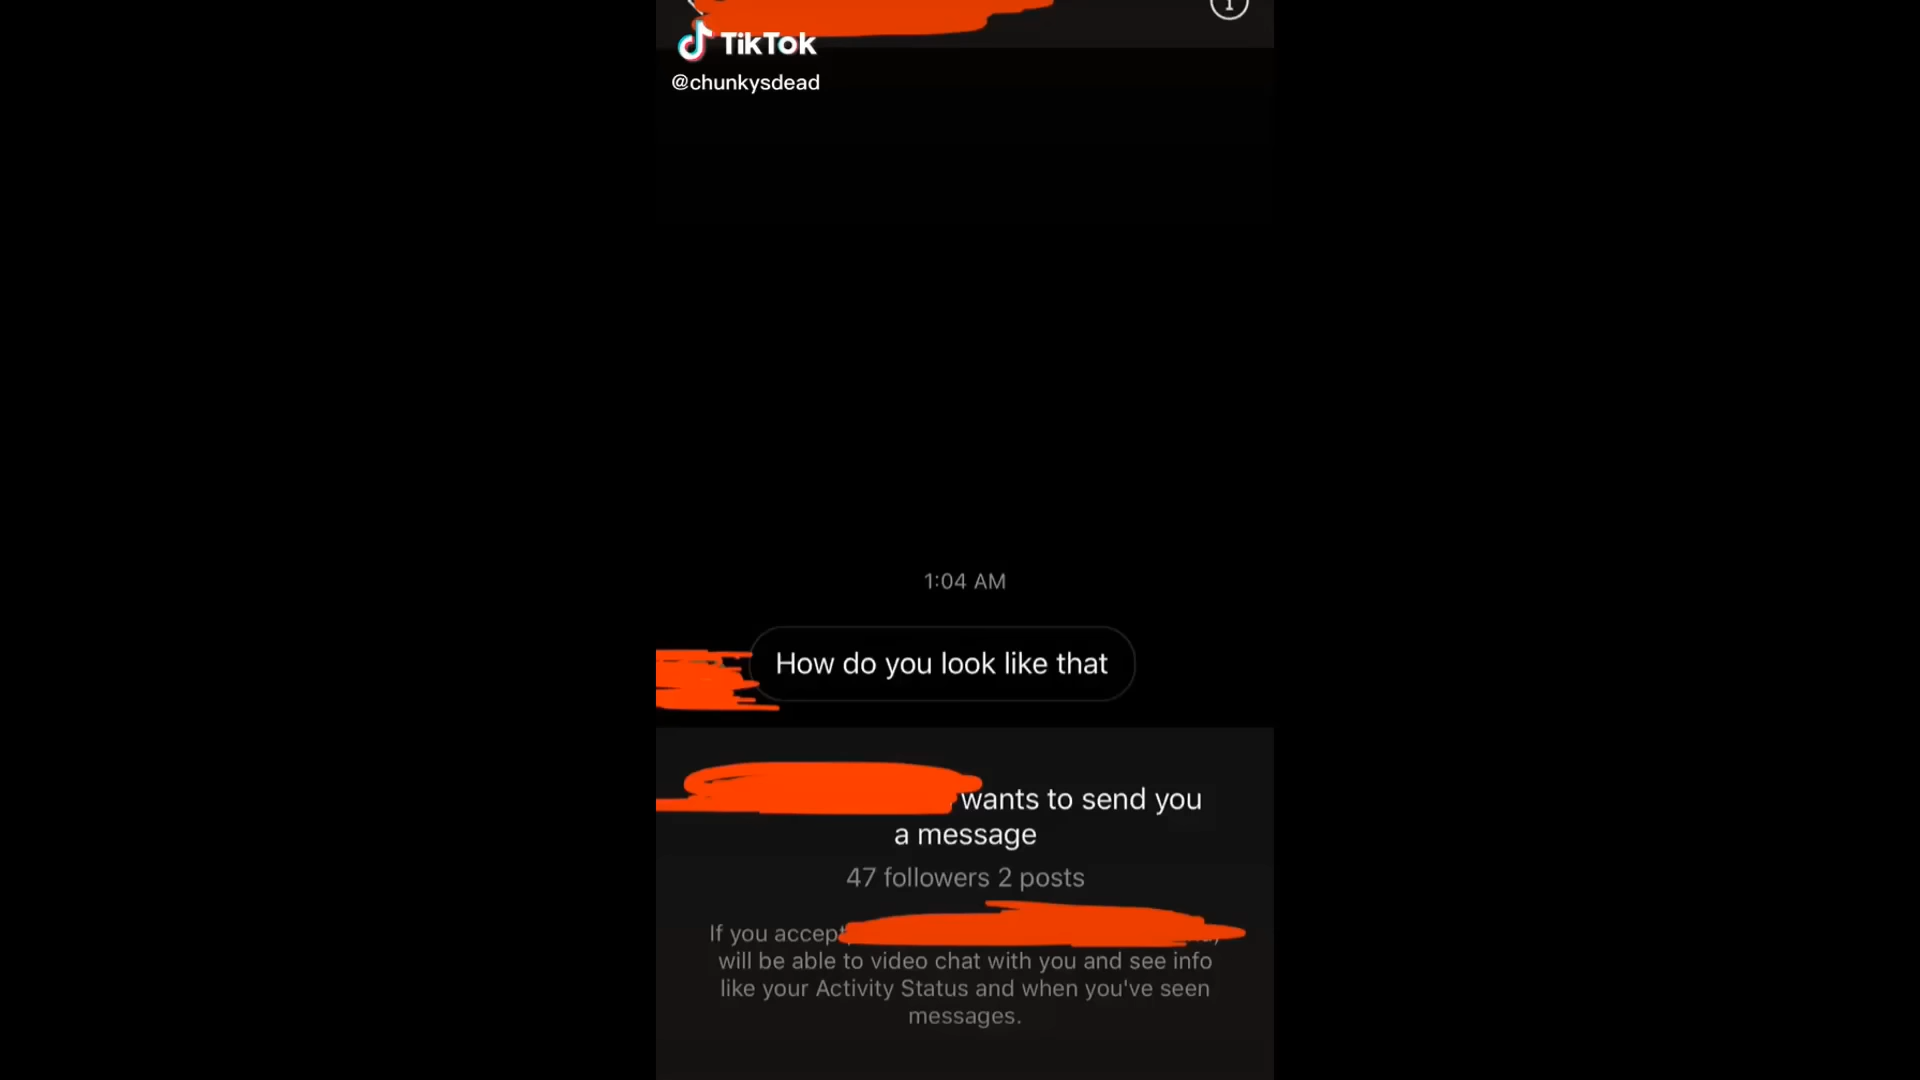 TikTok
@chunkysdead
1:04 AM
How do you look like that
wants to send you
a message
47 followers 2 posts
If you accept
will be able to video chat with you and see info
like your Activity Status and when you've seen
messages.